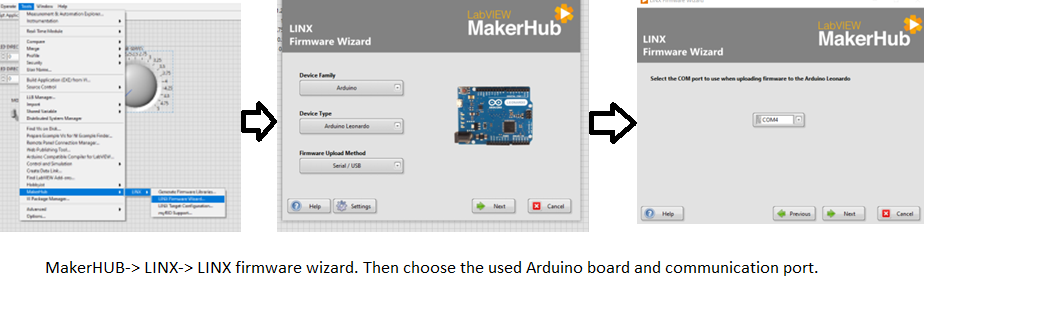 Operate Tools Window Help
Measurement & Automation Explorer...
Instrumentation
Real-Time Module
Compare
Merge
Profile
Security
User Name...
Build Application (EXE) from VI...
Source Control
LLB Manager...
Import
Shared Variable
Distributed System Manager
Find VIs on Disk...
Prepare Example VIs for NI Example Finder...
Remote Panel Connection Manager...
Web Publishing Tool...
Arduino Compatible Compiler for LabVIEW...
Control and Simulation
Create Data Link...
Find LabVIEW Add-ons...
MakerHub
LINX
VI Package Manager...
Advanced
Options...
Generate Firmware Libraries...
LINX Firmware Wizard...
LINX Target Configuration...
myRIO Support...
LINX
Firmware Wizard
LabVIEW
MakerHub
Device Family
Arduino
Device Type
Arduino Leonardo
Firmware Upload Method
Serial / USB
Help
Settings
Next
Cancel
LINX Firmware Wizard
LINX
Firmware Wizard
LabVIEW
MakerHub
Select the COM port to use when uploading firmware to the Arduino Leonardo
COM4
Help
Previous
Next
Cancel
MakerHUB-> LINX-> LINX firmware wizard. Then choose the used Arduino board and communication port.